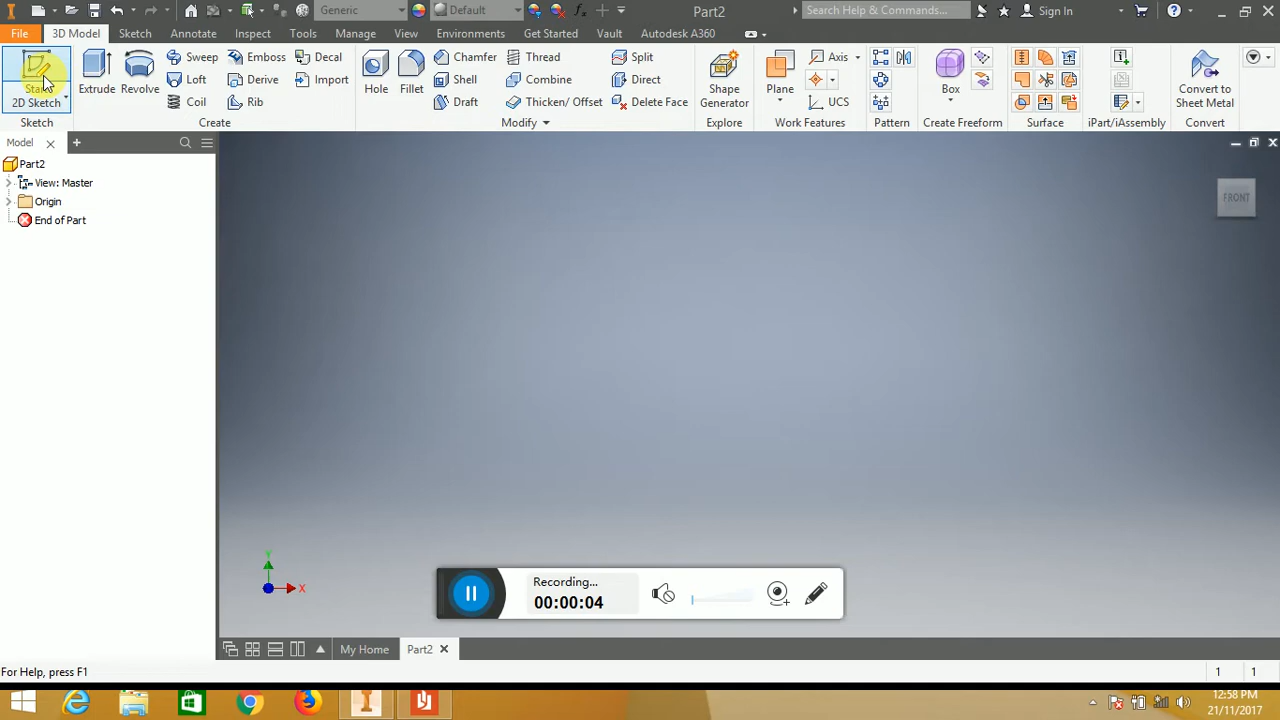 Generic
Default
Part2
Search Help & Commands...
Sign In
File
3D Model
Sketch
Annotate
Inspect
Tools
Manage
View
Environments
Get Started
Vault
Autodesk A360
Start
2D Sketch
Sketch
Extrude
Revolve
Sweep
Emboss
Decal
Loft
Derive
Import
Coil
Rib
Create
Hole
Fillet
Chamfer
Thread
Split
Shell
Combine
Direct
Draft
Thicken/ Offset
Delete Face
Modify
Shape
Generator
Explore
Plane
Axis
UCS
Work Features
Pattern
Box
Create Freeform
Surface
iPart/iAssembly
Convert to
Sheet Metal
Convert
Model
Part2
View: Master
Origin
End of Part
FRONT
Y
X
Recording...
00:00:04
My Home
Part2
For Help, press F1
1
1
12:58 PM
21/11/2017